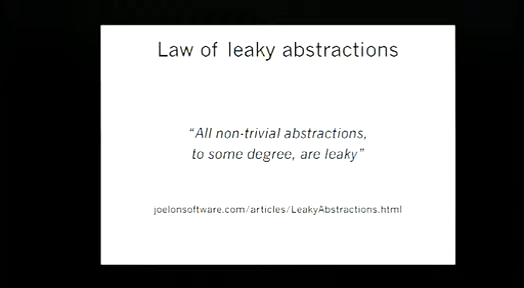 Law of leaky abstractions
“All non-trivial abstractions,
to some degree, are leaky”
joelonsoftware.com/articles/LeakyAbstractions.html